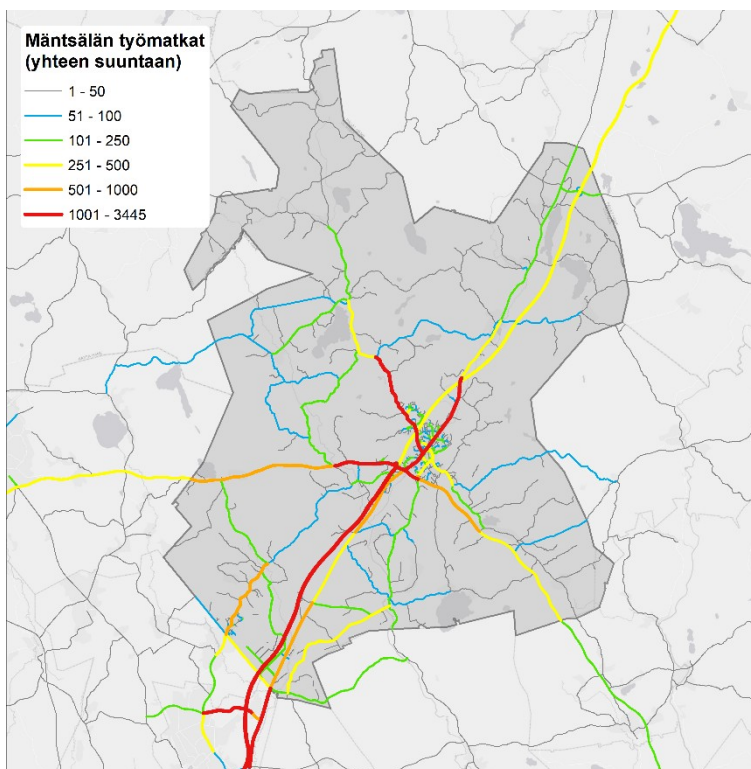 Mäntsälän työmatkat
(yhteen suuntaan)
1 - 50
51 - 100
101 - 250
251 - 500
501 - 1000
1001 - 3445